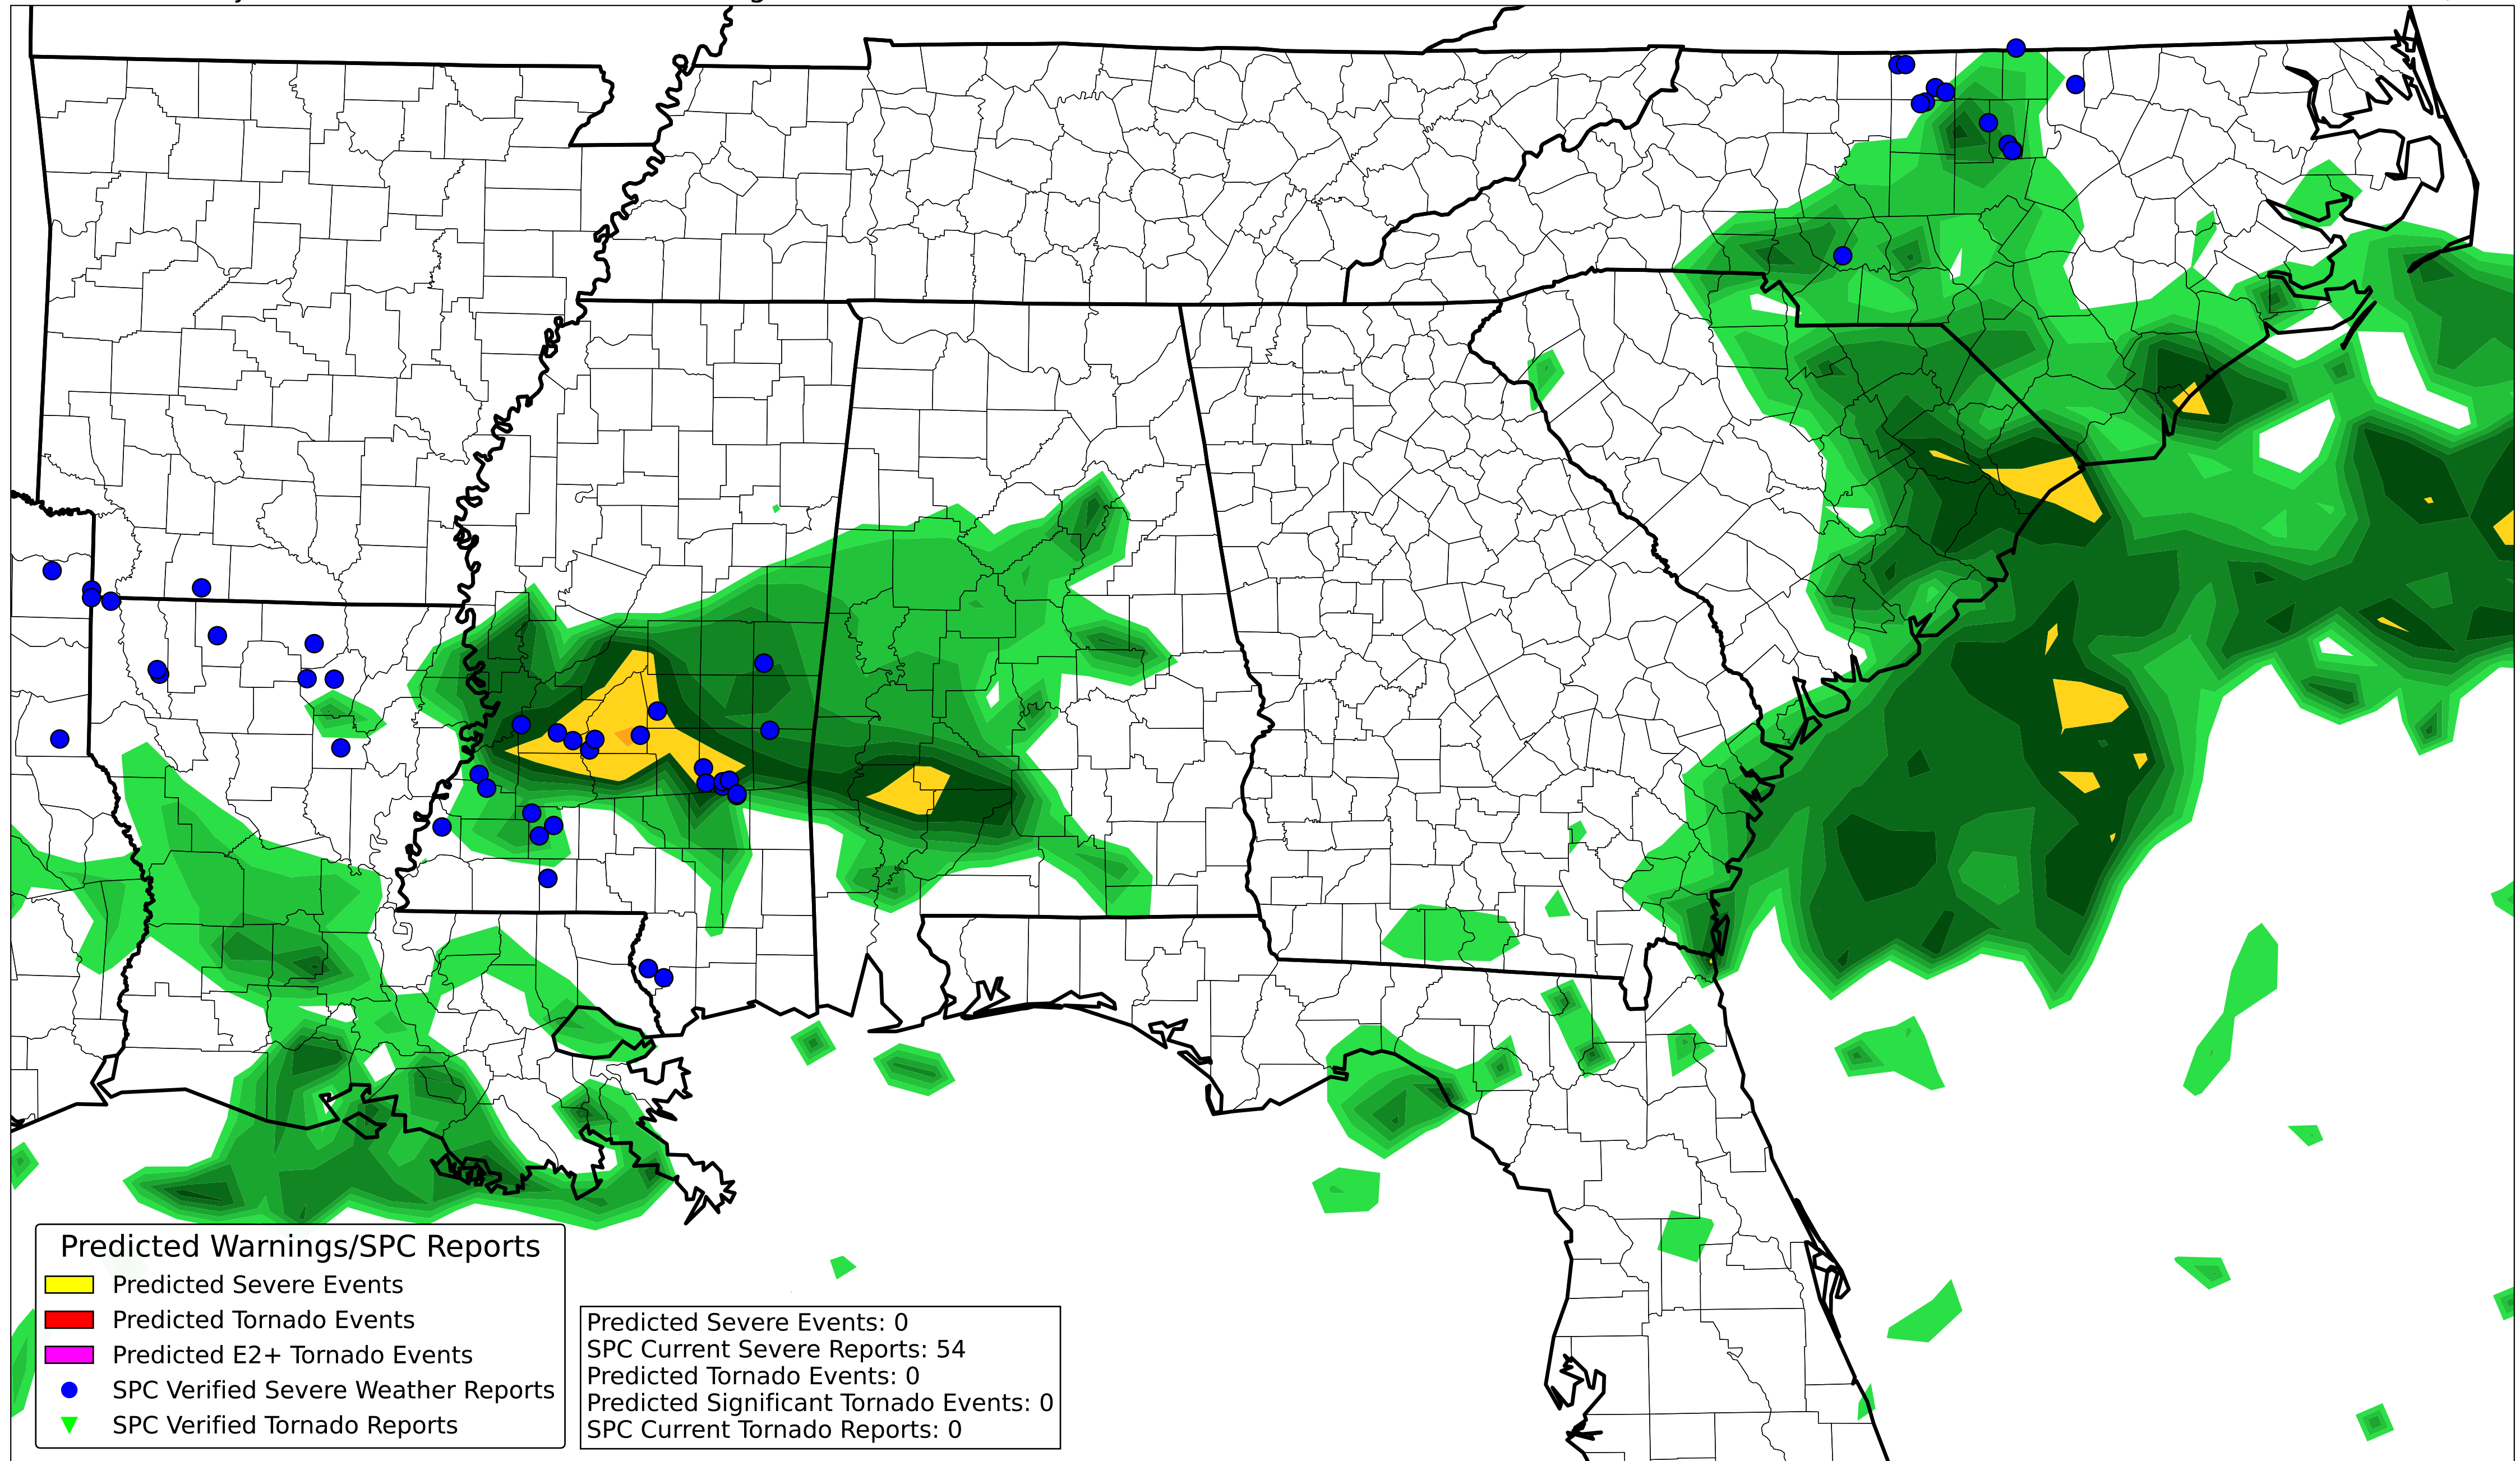 Predicted Warnings/SPC Reports
Predicted Severe Events
Predicted Tornado Events
Predicted E2+ Tornado Events
SPC Verified Severe Weather Reports
SPC Verified Tornado Reports
Predicted Severe Events: 0
SPC Current Severe Reports: 54
Predicted Tornado Events: 0
Predicted Significant Tornado Events: 0
SPC Current Tornado Reports: 0